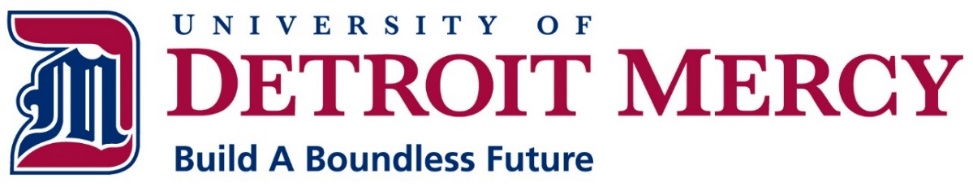 UNIVERSITY OF
DETROIT MERCY
Build A Boundless Future